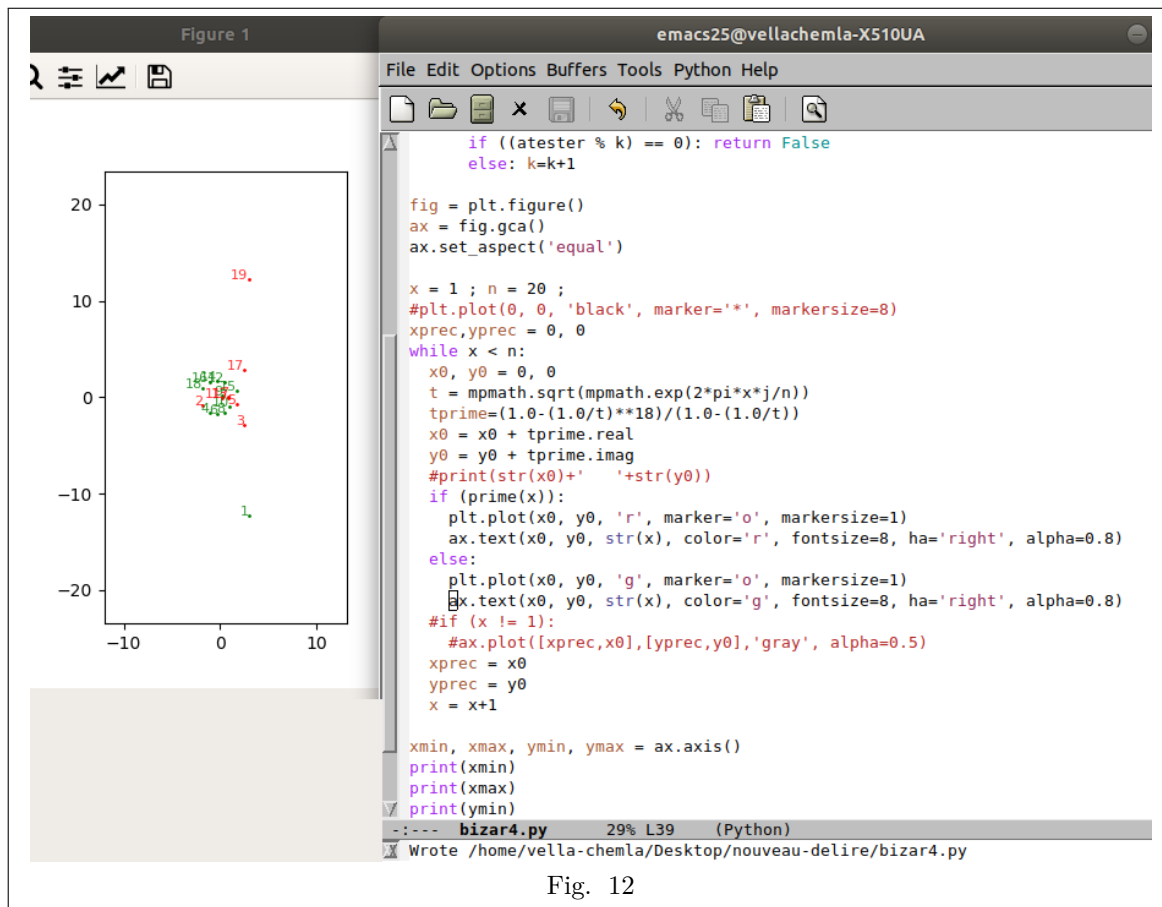 Figure 1
20
10
0
−10
−20
−10 0 10
19
17
18
2
3
1
emacs25@vellachemla-X510UA
File Edit Options Buffers Tools Python Help
if ((atester % k) == 0): return False
else: k=k+1
fig = plt.figure()
ax = fig.gca()
ax.set_aspect('equal')
x = 1 ; n = 20 ;
#plt.plot(0, 0, 'black', marker='*', markersize=8)
xprec,yprec = 0, 0
while x < n:
x0, y0 = 0, 0
t = mpmath.sqrt(mpmath.exp(2*pi*x*j/n))
tprime=(1.0-(1.0/t)**18)/(1.0-(1.0/t))
x0 = x0 + tprime.real
y0 = y0 + tprime.imag
#print(str(x0)+'   '+str(y0))
if (prime(x)):
plt.plot(x0, y0, 'r', marker='o', markersize=1)
ax.text(x0, y0, str(x), color='r', fontsize=8, ha='right', alpha=0.8)
else:
plt.plot(x0, y0, 'g', marker='o', markersize=1)
ax.text(x0, y0, str(x), color='g', fontsize=8, ha='right', alpha=0.8)
#if (x != 1):
#ax.plot([xprec,x0],[yprec,y0],'gray', alpha=0.5)
xprec = x0
yprec = y0
x = x+1
xmin, xmax, ymin, ymax = ax.axis()
print(xmin)
print(xmax)
print(ymin)
-:--- bizar4.py 29% L39 (Python)
Wrote /home/vella-chemla/Desktop/nouveau-delire/bizar4.py
Fig. 12